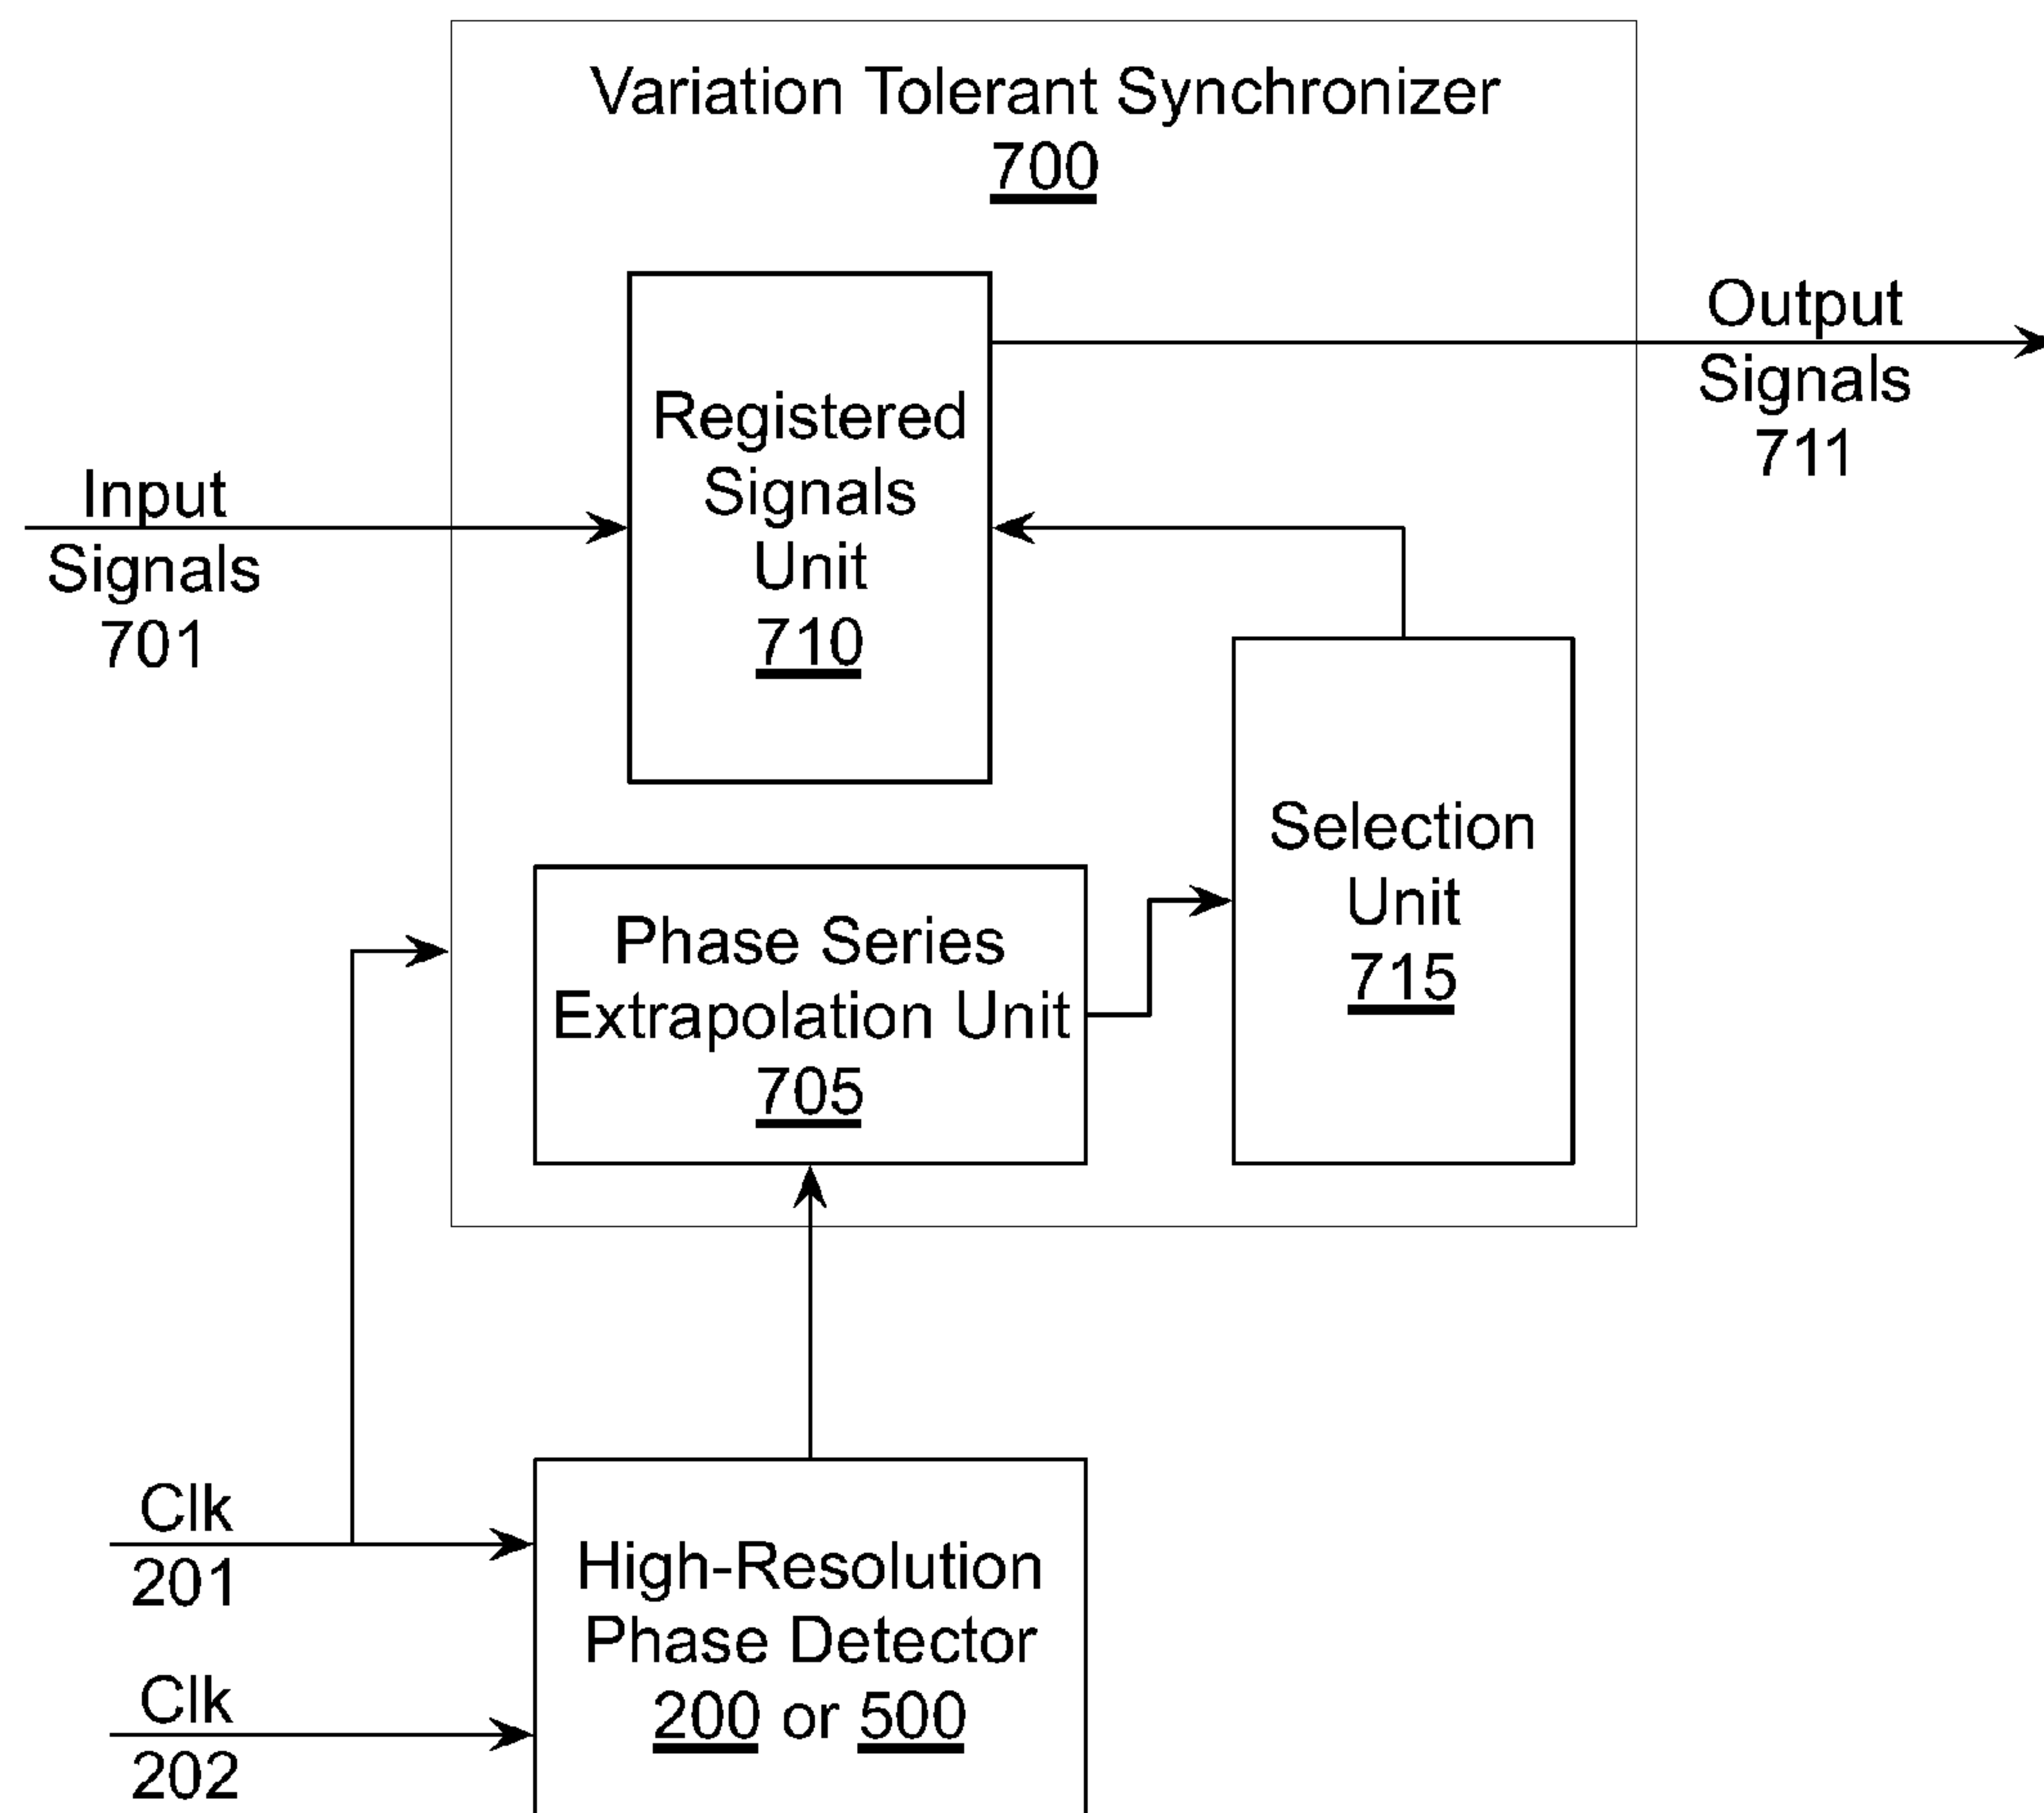 Variation Tolerant Synchronizer
700
Output
Signals
711
Registered
Signals
Unit
710
Input
Signals
701
Selection
Unit
715
Phase Series
Extrapolation Unit
705
Clk
201
High-Resolution
Phase Detector
200 or 500
Clk
202